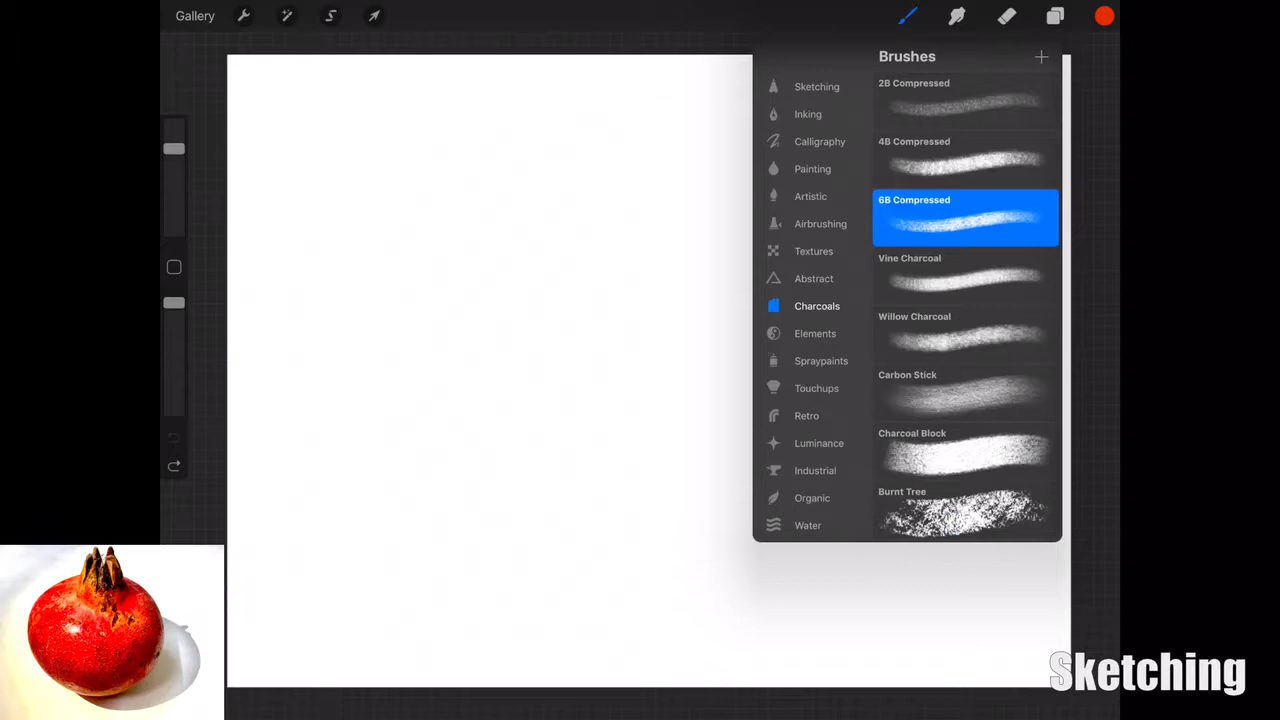 Gallery
Brushes
Sketching
Inking
Calligraphy
Painting
Artistic
Airbrushing
Textures
Abstract
Charcoals
Elements
Spraypaints
Touchups
Retro
Luminance
Industrial
Organic
Water
2B Compressed
4B Compressed
6B Compressed
Vine Charcoal
Willow Charcoal
Carbon Stick
Charcoal Block
Burnt Tree
Sketching